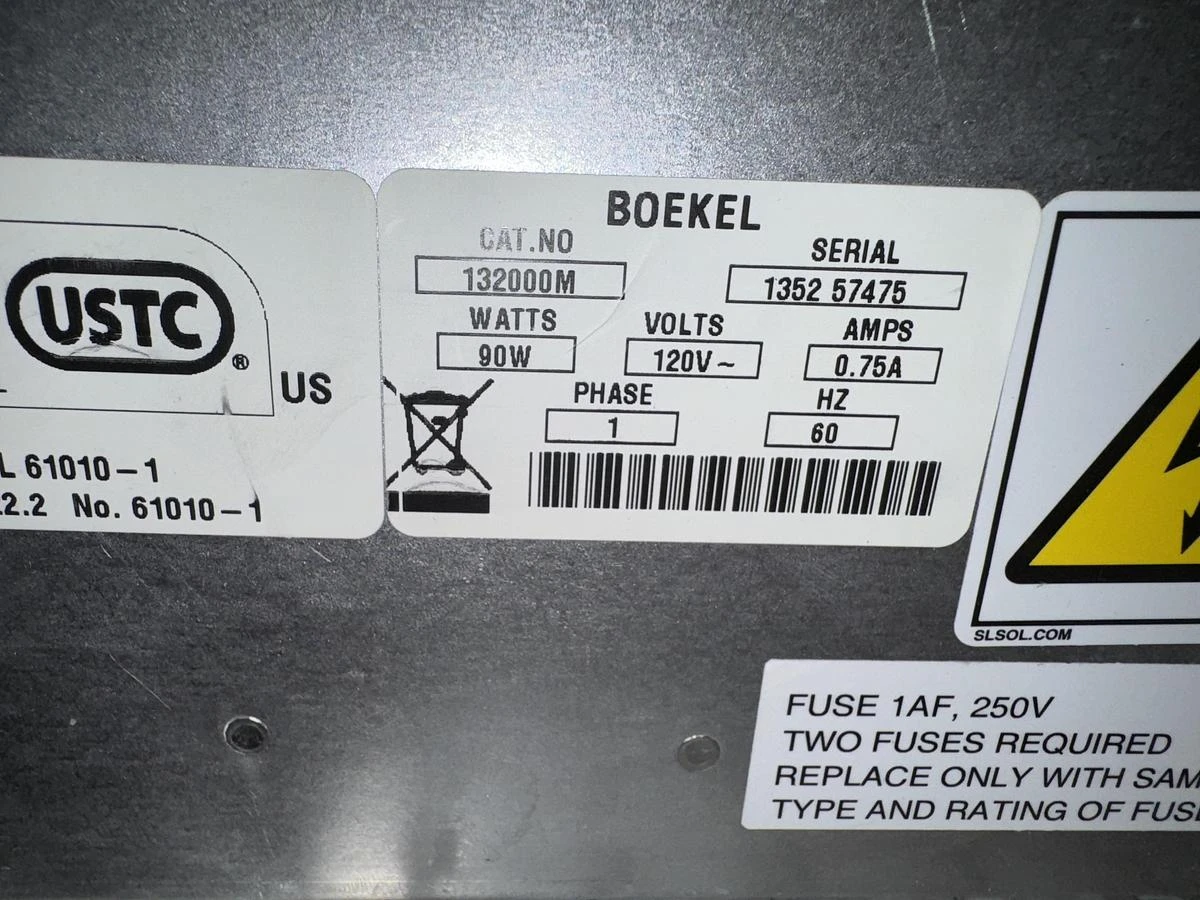 BOEKEL
CAT.NO
SERIAL
132000M
1352 57475
WATTS
VOLTS
AMPS
90W
120V ~
0.75A
PHASE
HZ
1
60
USTC ®
US
L 61010-1
.2.2 No. 61010-1
SLSOL.COM
FUSE 1AF, 250V
TWO FUSES REQUIRED
REPLACE ONLY WITH SAM
TYPE AND RATING OF FUS